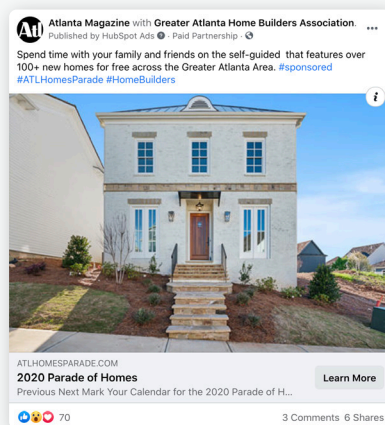 Atl
Atlanta Magazine with Greater Atlanta Home Builders Association.
Published by HubSpot Ads · Paid Partnership ·
Spend time with your family and friends on the self-guided that features over
100+ new homes for free across the Greater Atlanta Area. #sponsored
#ATLHomesParade #HomeBuilders
i
ATLHOMESPARADE.COM
2020 Parade of Homes
Learn More
Previous Next Mark Your Calendar for the 2020 Parade of H...
70
3 Comments 6 Shares